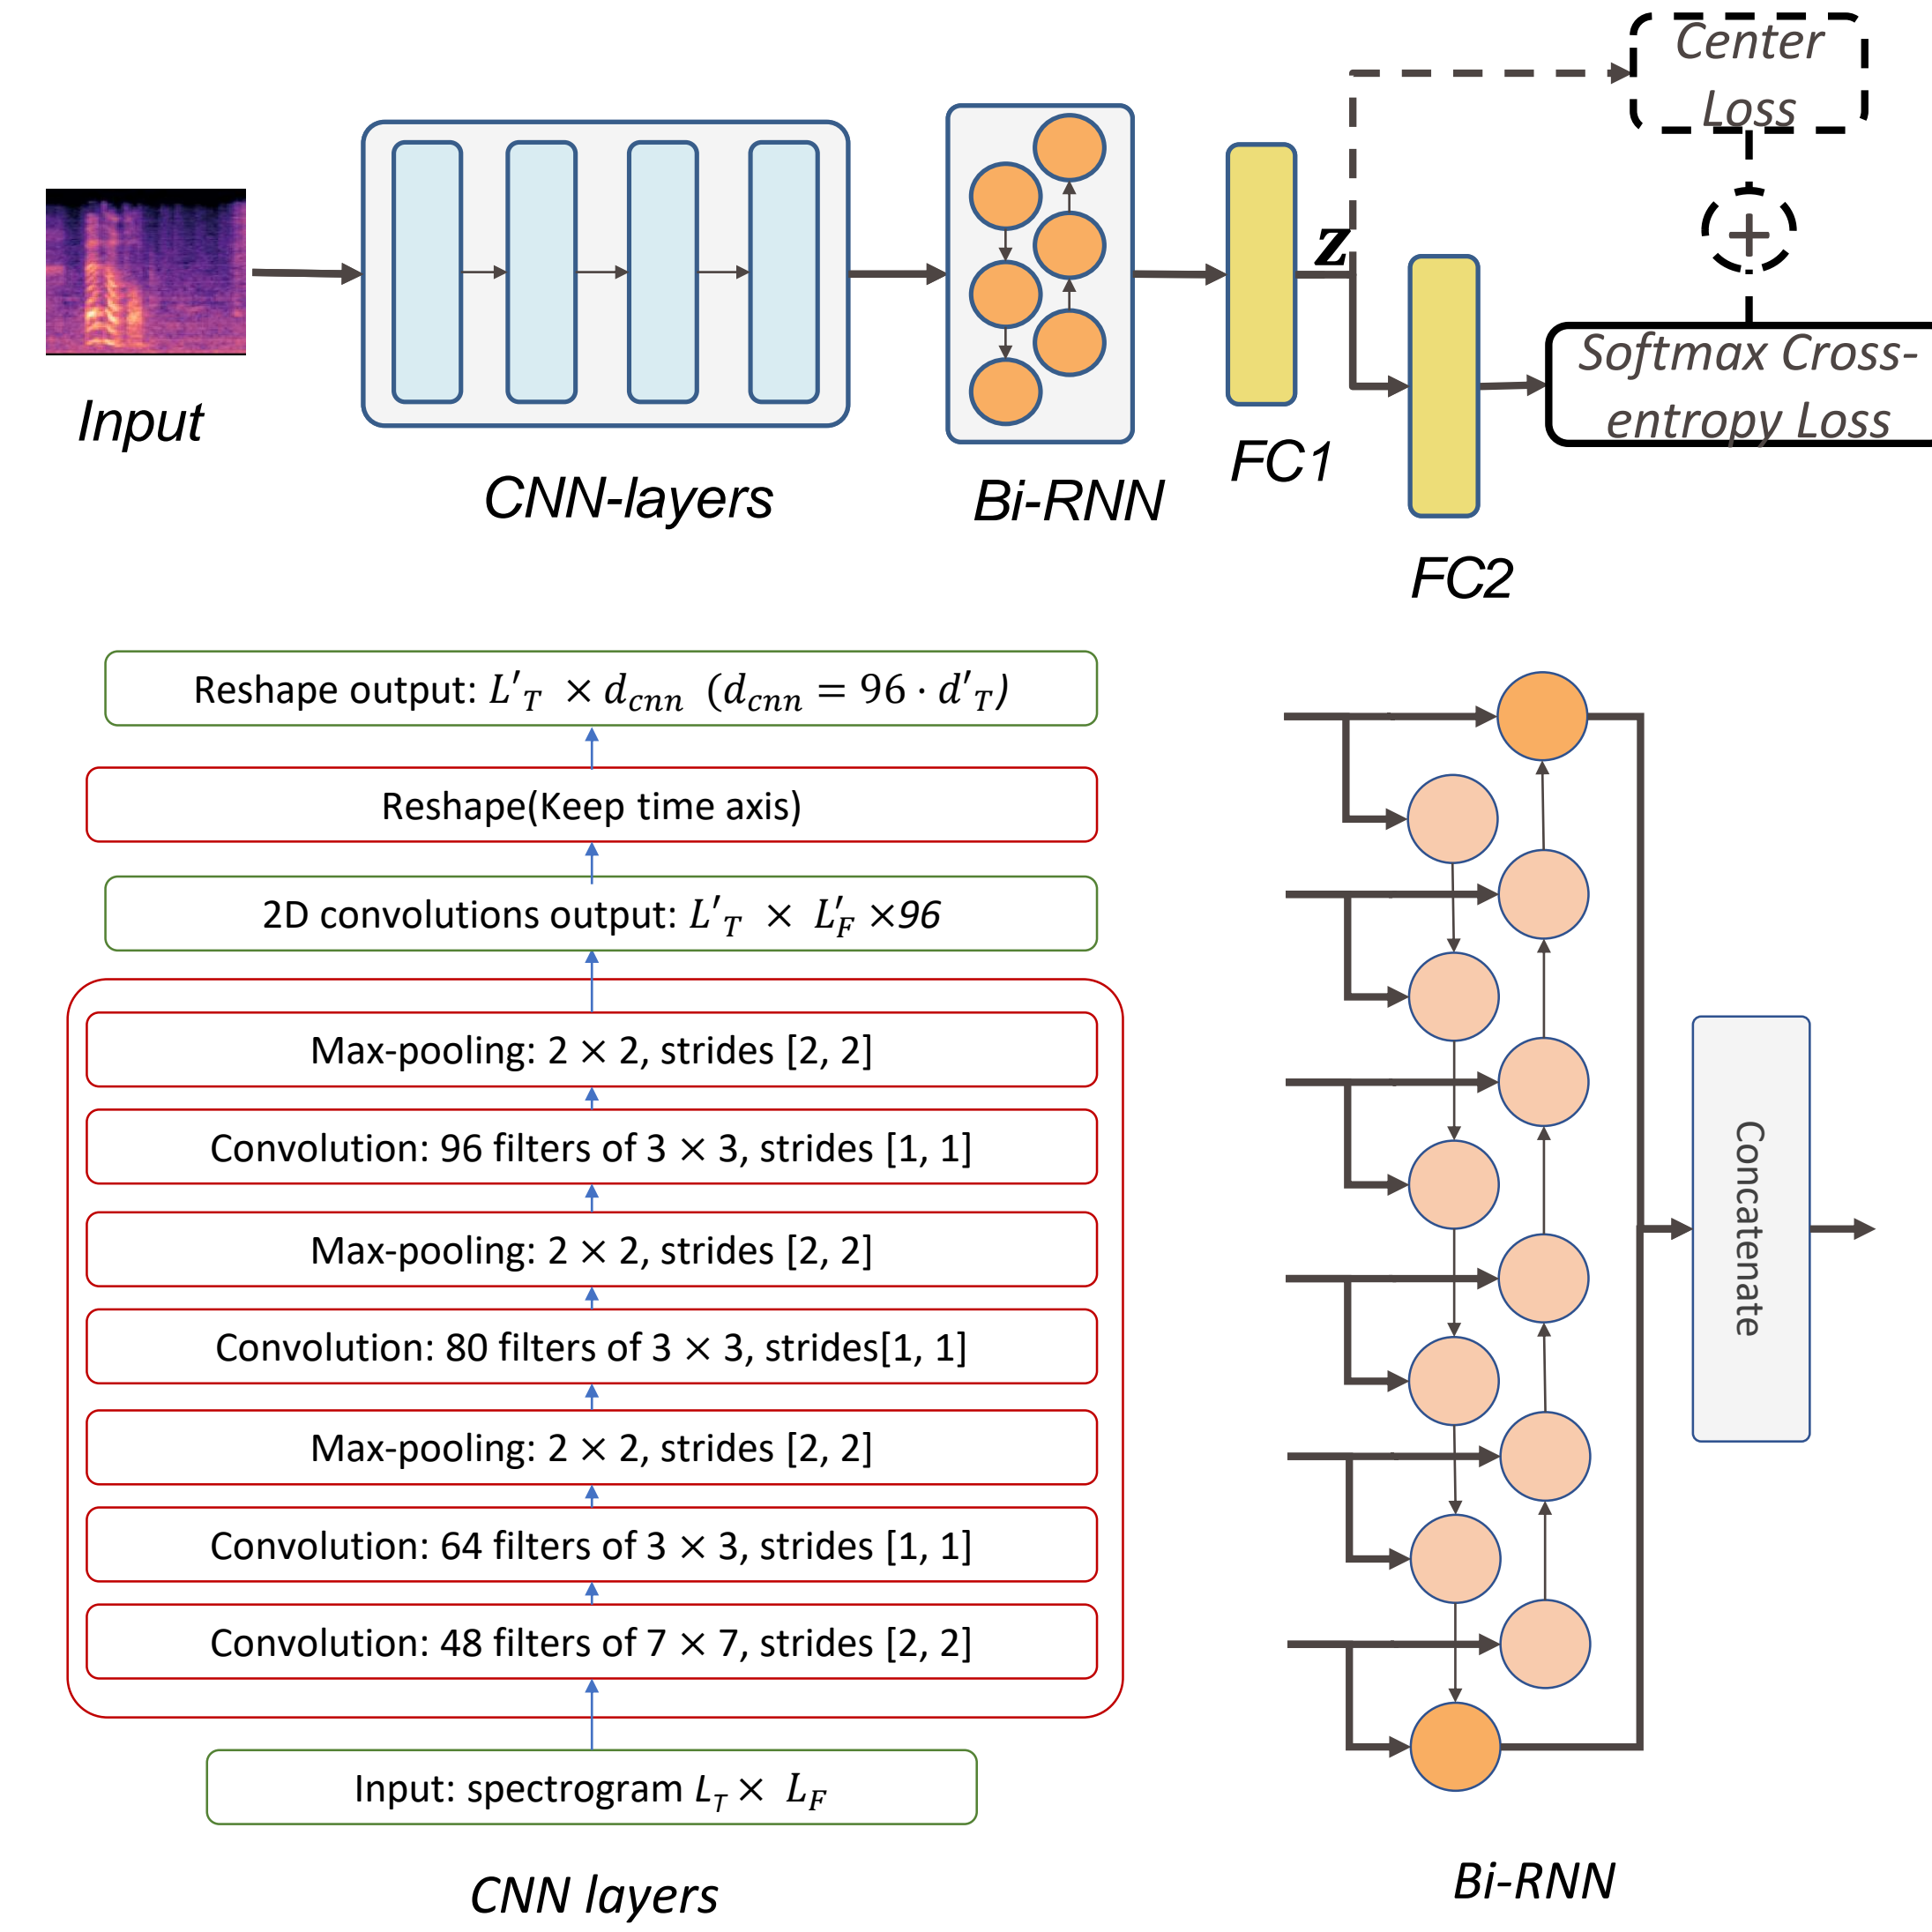 Center
Loss
+
z
Softmax Cross-
entropy Loss
Input
CNN-layers
Bi-RNN
FC1
FC2
Reshape output: L′T × dcnn (dcnn = 96 · d′T)
Reshape(Keep time axis)
2D convolutions output: L′T × L′F ×96
Max-pooling: 2 × 2, strides [2, 2]
Convolution: 96 filters of 3 × 3, strides [1, 1]
Max-pooling: 2 × 2, strides [2, 2]
Convolution: 80 filters of 3 × 3, strides[1, 1]
Max-pooling: 2 × 2, strides [2, 2]
Convolution: 64 filters of 3 × 3, strides [1, 1]
Convolution: 48 filters of 7 × 7, strides [2, 2]
Input: spectrogram LT × LF
CNN layers
Concatenate
Bi-RNN